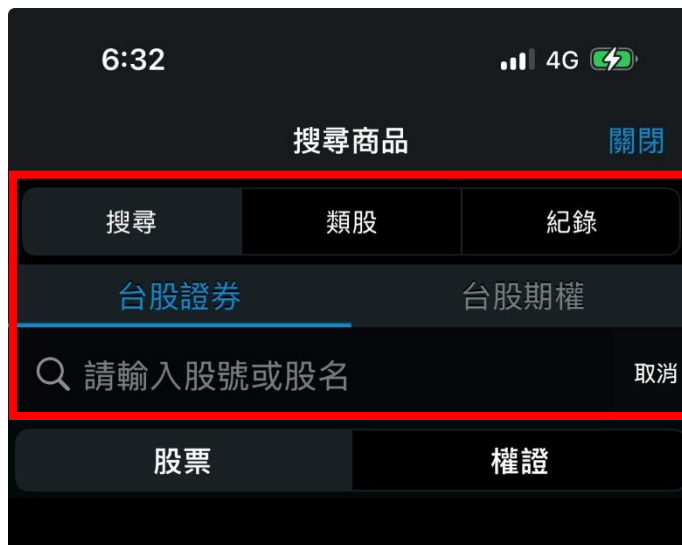 6:32 4G
搜尋商品 關閉
搜尋 類股 紀錄
台股證券 台股期權
請輸入股號或股名 取消
股票 權證